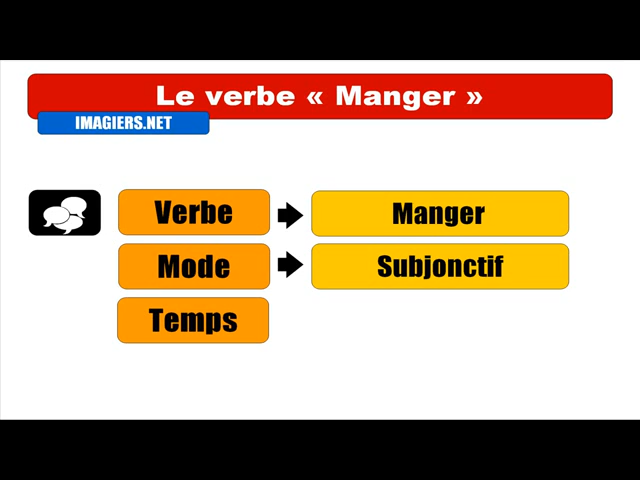 Le verbe « Manger »
IMAGIERS.NET
Verbe Manger
Mode Subjonctif
Temps